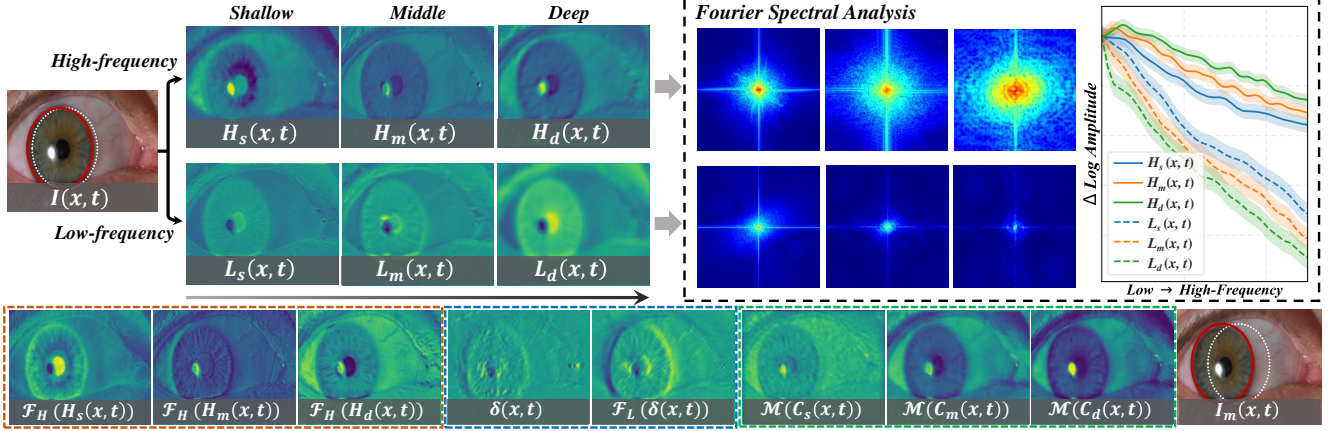 Shallow Middle Deep
High-frequency
H_s(x, t) H_m(x, t) H_d(x, t)
I(x, t)
Low-frequency
L_s(x, t) L_m(x, t) L_d(x, t)
Fourier Spectral Analysis
Δ Log Amplitude
H_s(x, t)
H_m(x, t)
H_d(x, t)
L_s(x, t)
L_m(x, t)
L_d(x, t)
Low → High-Frequency
ℱ_H(H_s(x, t)) ℱ_H(H_m(x, t)) ℱ_H(H_d(x, t)) δ(x, t) ℱ_L(δ(x, t)) ℳ(C_s(x, t)) ℳ(C_m(x, t)) ℳ(C_d(x, t)) I_m(x, t)